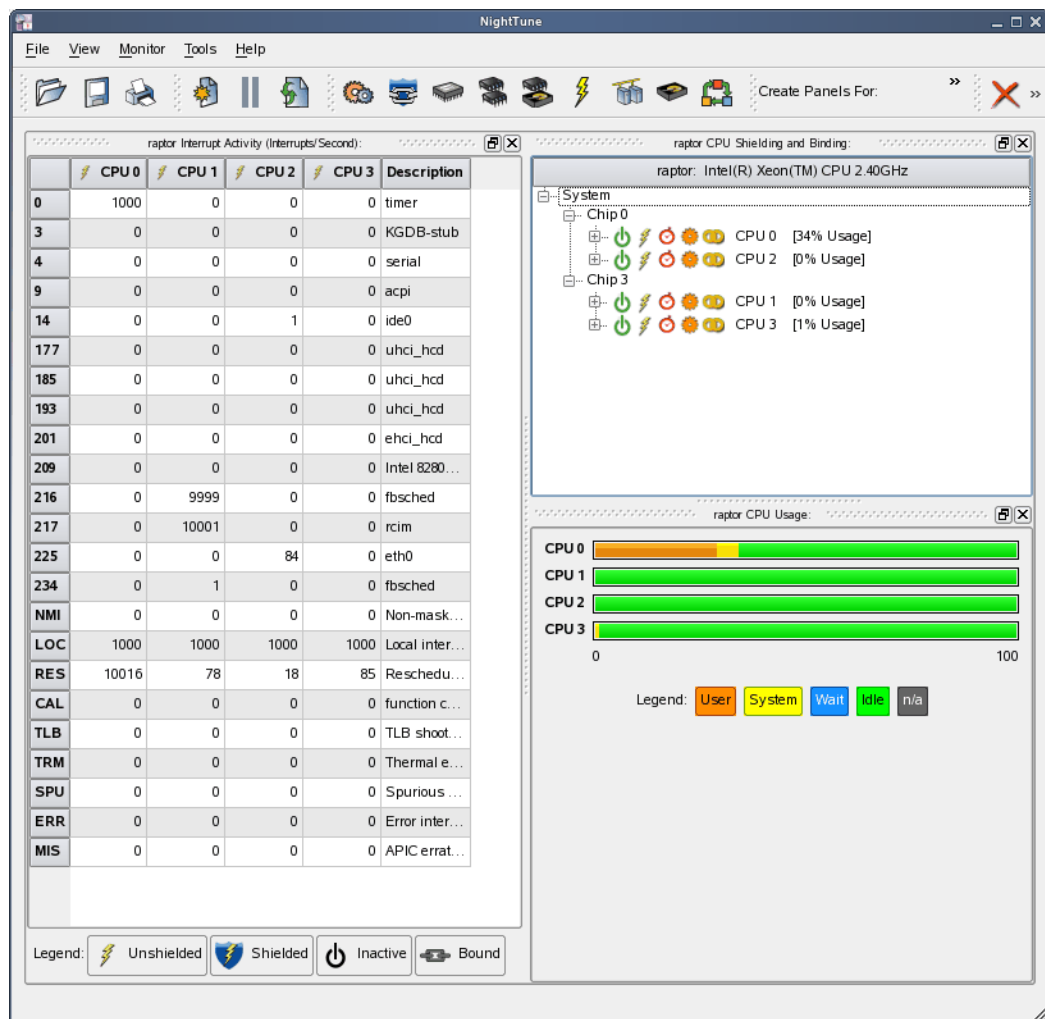 NightTune
File View Monitor Tools Help
Create Panels For: » »
raptor Interrupt Activity (Interrupts/Second):
CPU 0 CPU 1 CPU 2 CPU 3 Description
0 1000 0 0 0 timer
3 0 0 0 0 KGDB-stub
4 0 0 0 0 serial
9 0 0 0 0 acpi
14 0 0 1 0 ide0
177 0 0 0 0 uhci_hcd
185 0 0 0 0 uhci_hcd
193 0 0 0 0 uhci_hcd
201 0 0 0 0 ehci_hcd
209 0 0 0 0 Intel 8280...
216 0 9999 0 0 fbsched
217 0 10001 0 0 rcim
225 0 0 84 0 eth0
234 0 1 0 0 fbsched
NMI 0 0 0 0 Non-mask...
LOC 1000 1000 1000 1000 Local inter...
RES 10016 78 18 85 Reschedu...
CAL 0 0 0 0 function c...
TLB 0 0 0 0 TLB shoot...
TRM 0 0 0 0 Thermal e...
SPU 0 0 0 0 Spurious ...
ERR 0 0 0 0 Error inter...
MIS 0 0 0 0 APIC errat...
Legend: Unshielded Shielded Inactive Bound
raptor CPU Shielding and Binding:
raptor: Intel(R) Xeon(TM) CPU 2.40GHz
System
Chip 0
CPU 0 [34% Usage]
CPU 2 [0% Usage]
Chip 3
CPU 1 [0% Usage]
CPU 3 [1% Usage]
raptor CPU Usage:
CPU 0
CPU 1
CPU 2
CPU 3
0 100
Legend: User System Wait Idle n/a